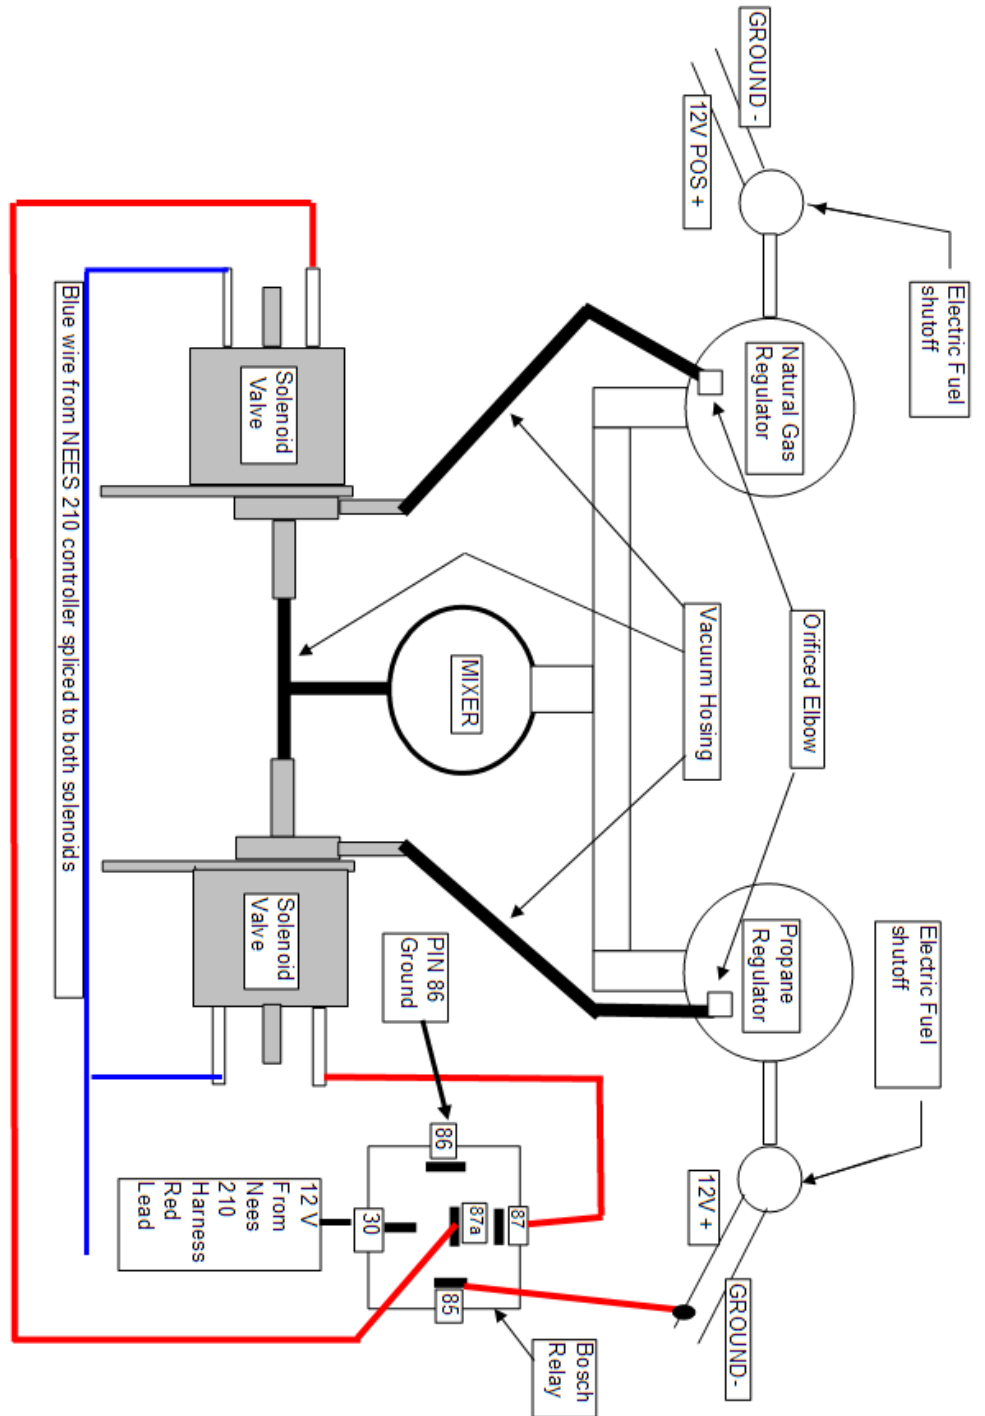 GROUND -
12V POS +
Electric Fuel
shutoff
Natural Gas
Regulator
Orificed Elbow
Vacuum Hosing
Solenoid
Valve
MIXER
Blue wire from NEES 210 controller spliced to both solenoids
Solenoid
Valve
Propane
Regulator
Electric Fuel
shutoff
PIN 86
Ground
86
87
87a
30
85
12 V
From
Nees
210
Harness
Red
Lead
12V +
GROUND-
Bosch
Relay